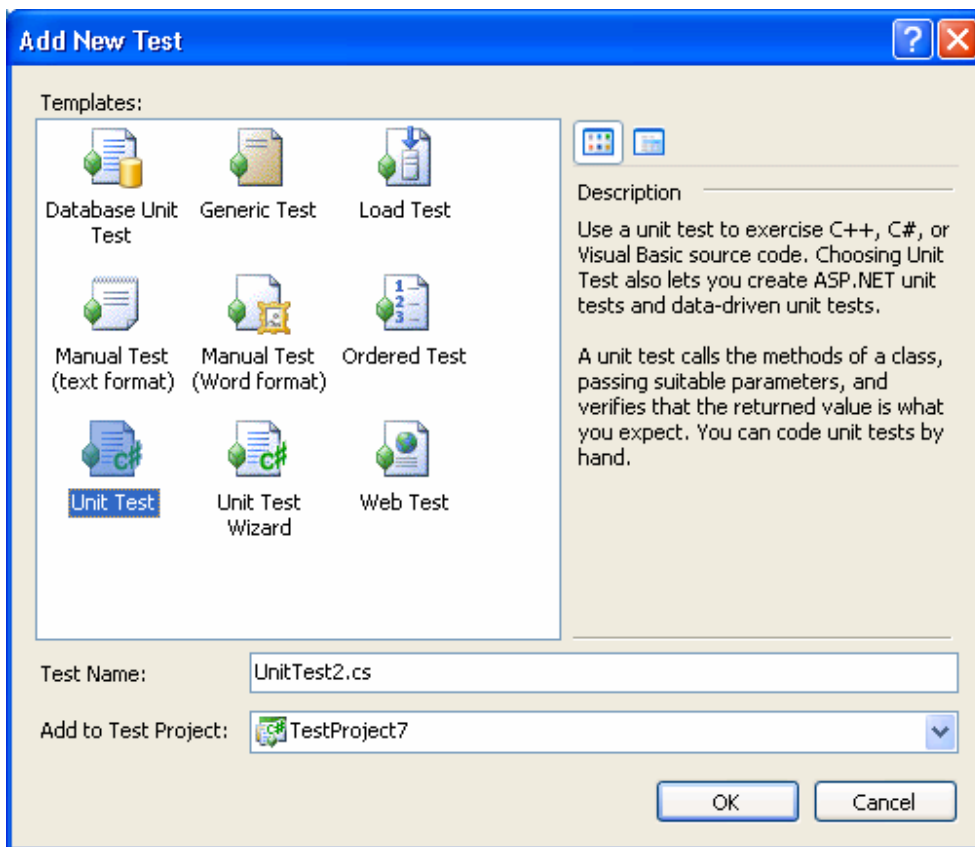 Add New Test
Templates:
Database Unit
Test
Generic Test
Load Test
Manual Test
(text format)
Manual Test
(Word format)
Ordered Test
Unit Test
Unit Test
Wizard
Web Test
Description
Use a unit test to exercise C++, C#, or
Visual Basic source code. Choosing Unit
Test also lets you create ASP.NET unit
tests and data-driven unit tests.
A unit test calls the methods of a class,
passing suitable parameters, and
verifies that the returned value is what
you expect. You can code unit tests by
hand.
Test Name:
UnitTest2.cs
Add to Test Project:
TestProject7
OK
Cancel